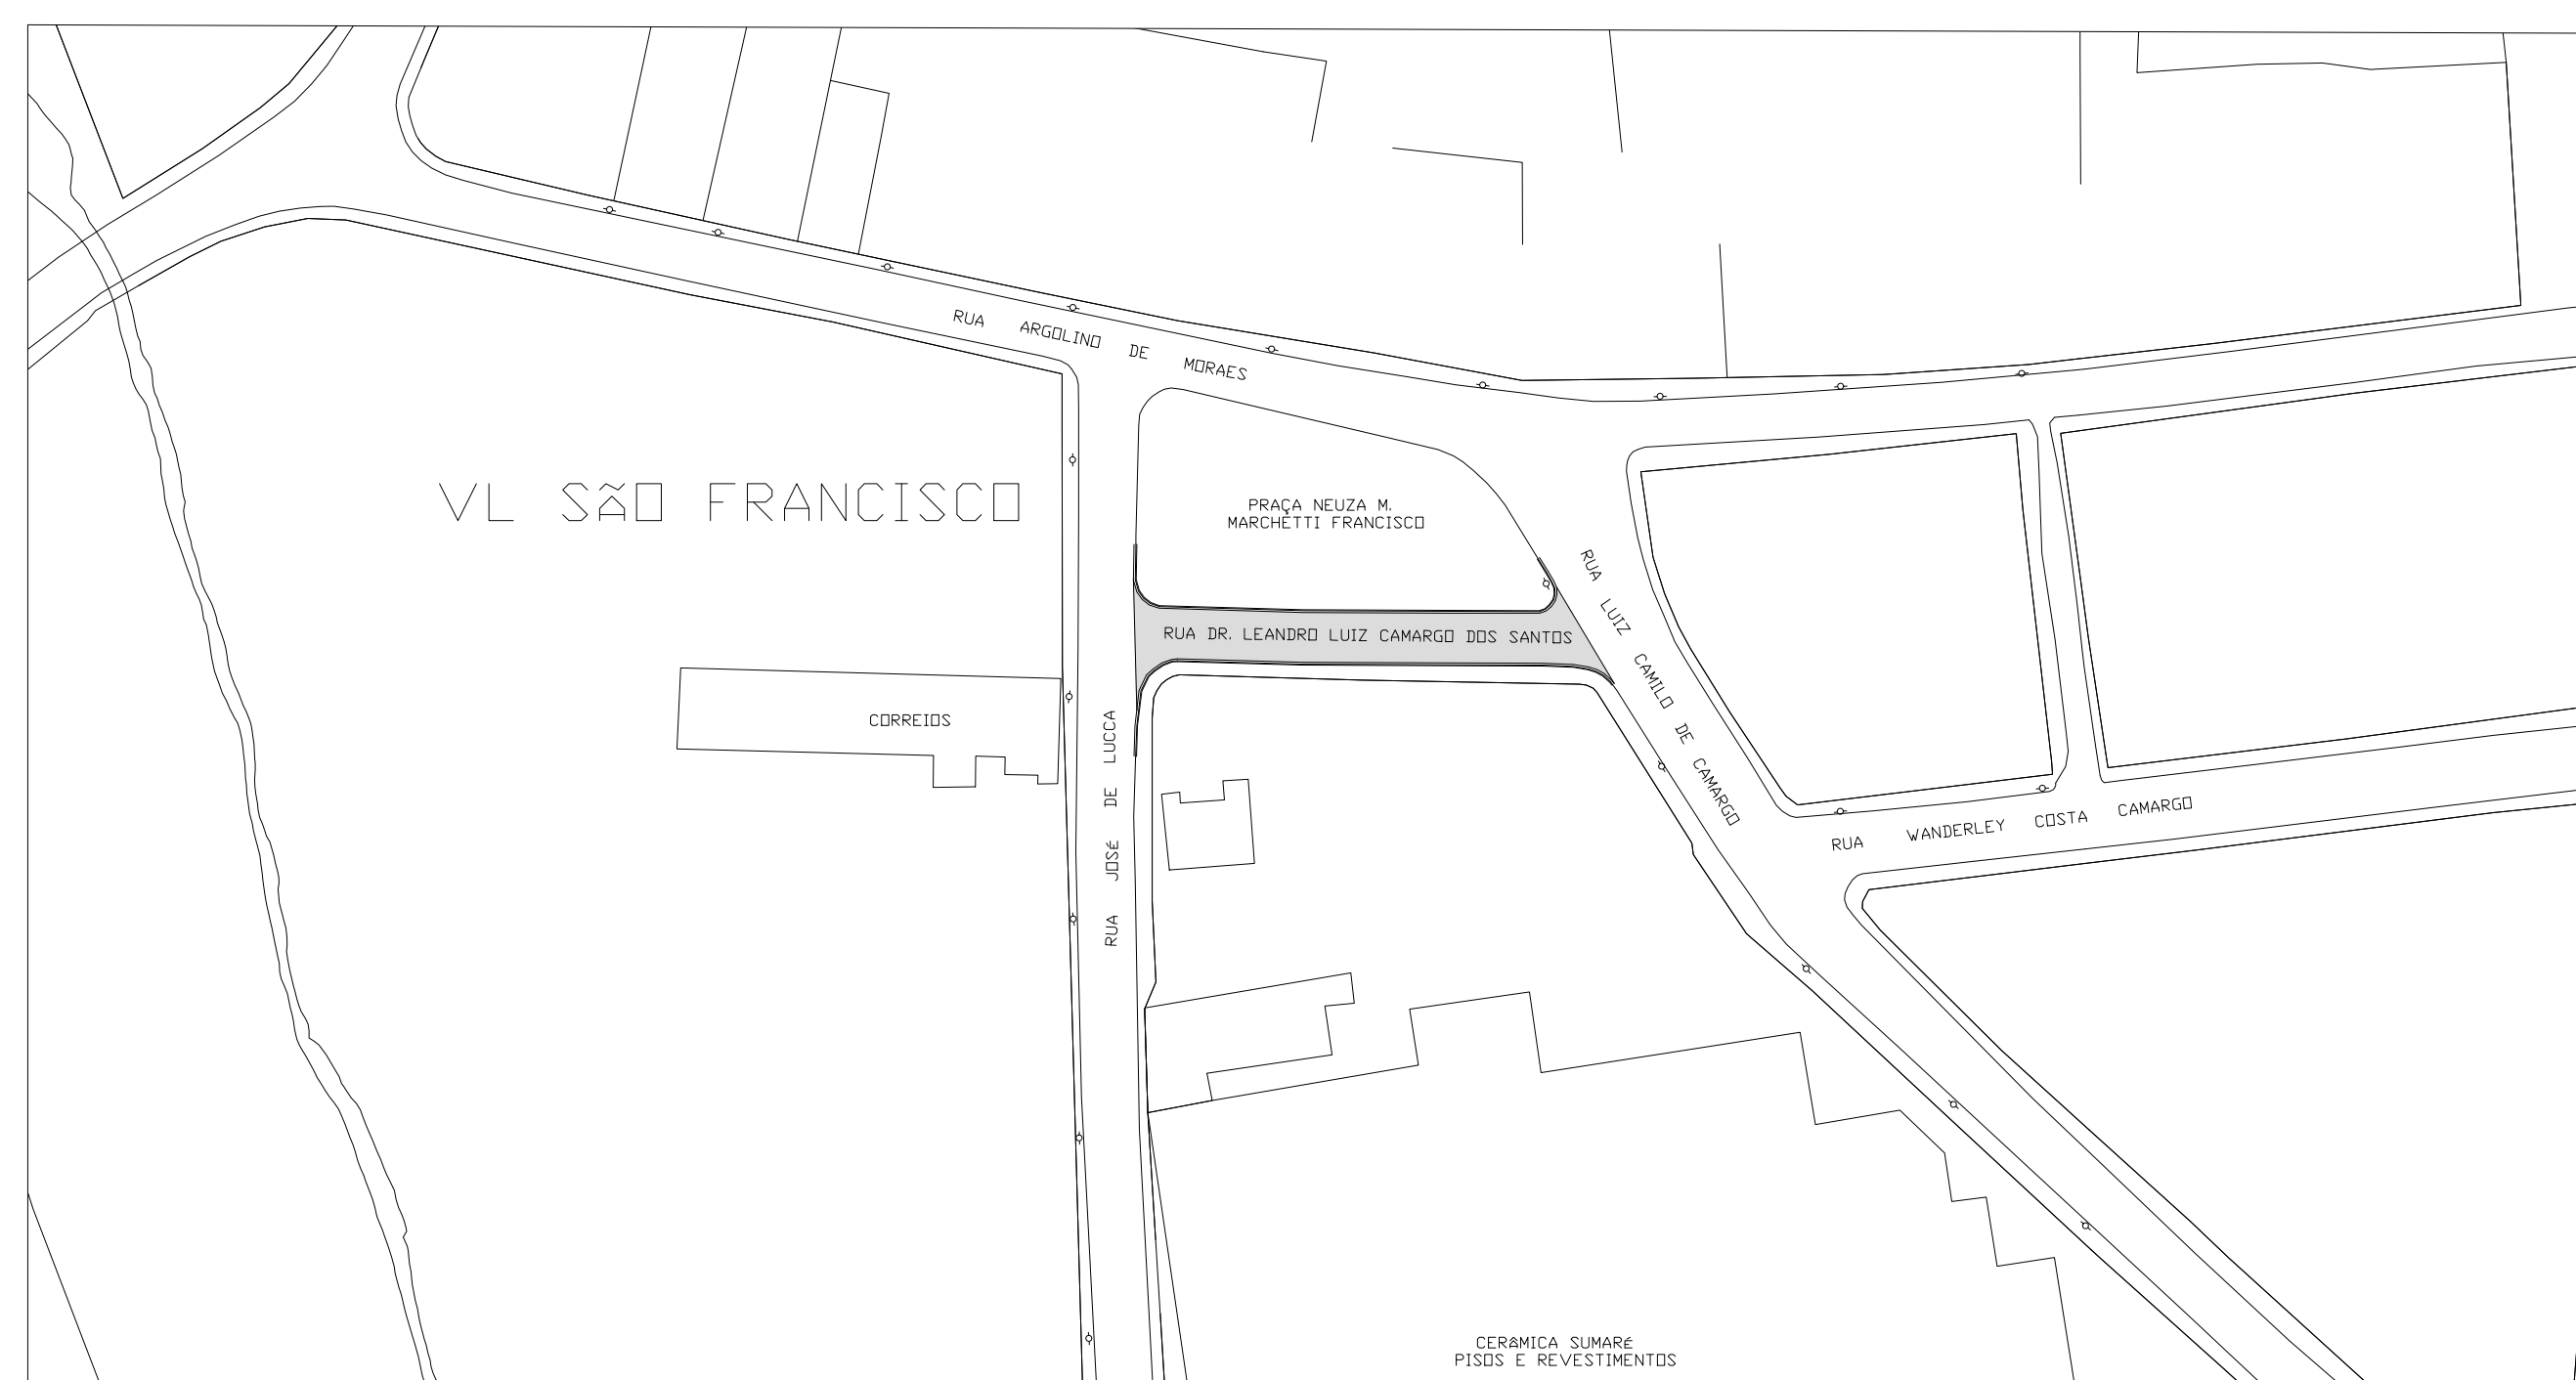 RUA ARGOLINO DE MORAES
VL SÃO FRANCISCO
PRAÇA NEUZA M.
MARCHETTI FRANCISCO
RUA DR. LEANDRO LUIZ CAMARGO DOS SANTOS
RUA LUIZ CAMILO DE CAMARGO
CORREIOS
RUA JOSÉ DE LUCCA
RUA WANDERLEY COSTA CAMARGO
CERÂMICA SUMARÉ
PISOS E REVESTIMENTOS